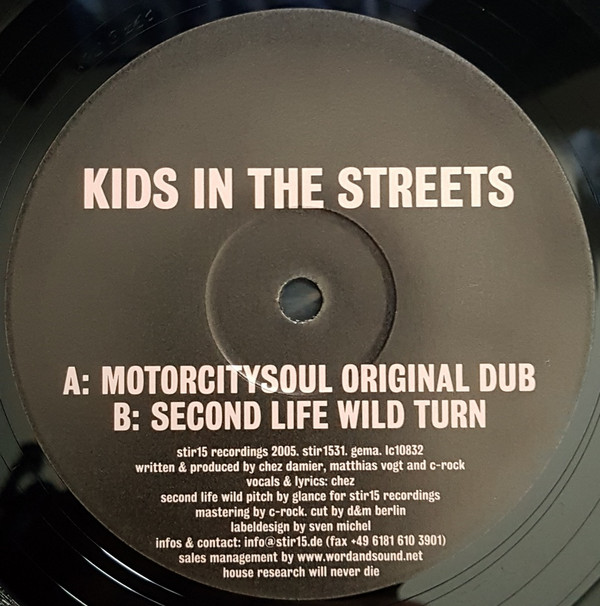 KIDS IN THE STREETS
A: MOTORCITYSOUL ORIGINAL DUB
B: SECOND LIFE WILD TURN
stir15 recordings 2005. stir1531. gema. lc10832
written & produced by chez damier, matthias vogt and c-rock
vocals & lyrics: chez
second life wild pitch by glance for stir15 recordings
mastering by c-rock. cut by d&m berlin
labeldesign by sven michel
infos & contact: info@stir15.de (fax +49 6181 610 3901)
sales management by www.wordandsound.net
house research will never die